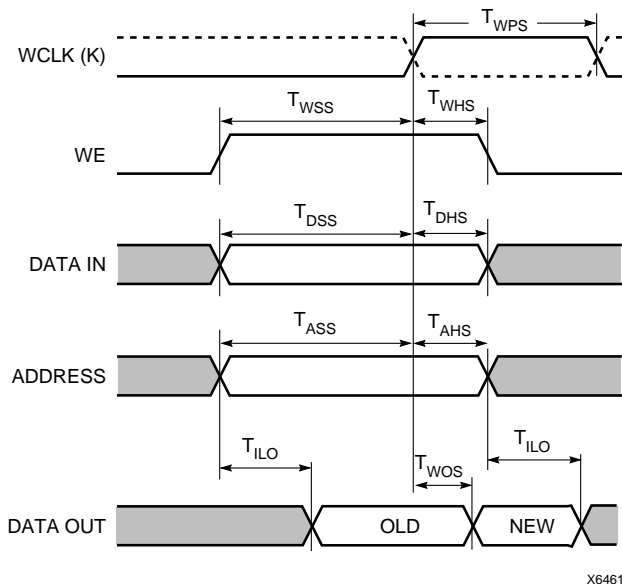 T_WPS
WCLK (K)
T_WSS T_WHS
WE
T_DSS T_DHS
DATA IN
T_ASS T_AHS
ADDRESS
T_ILO T_WOS T_ILO
DATA OUT OLD NEW
X6461